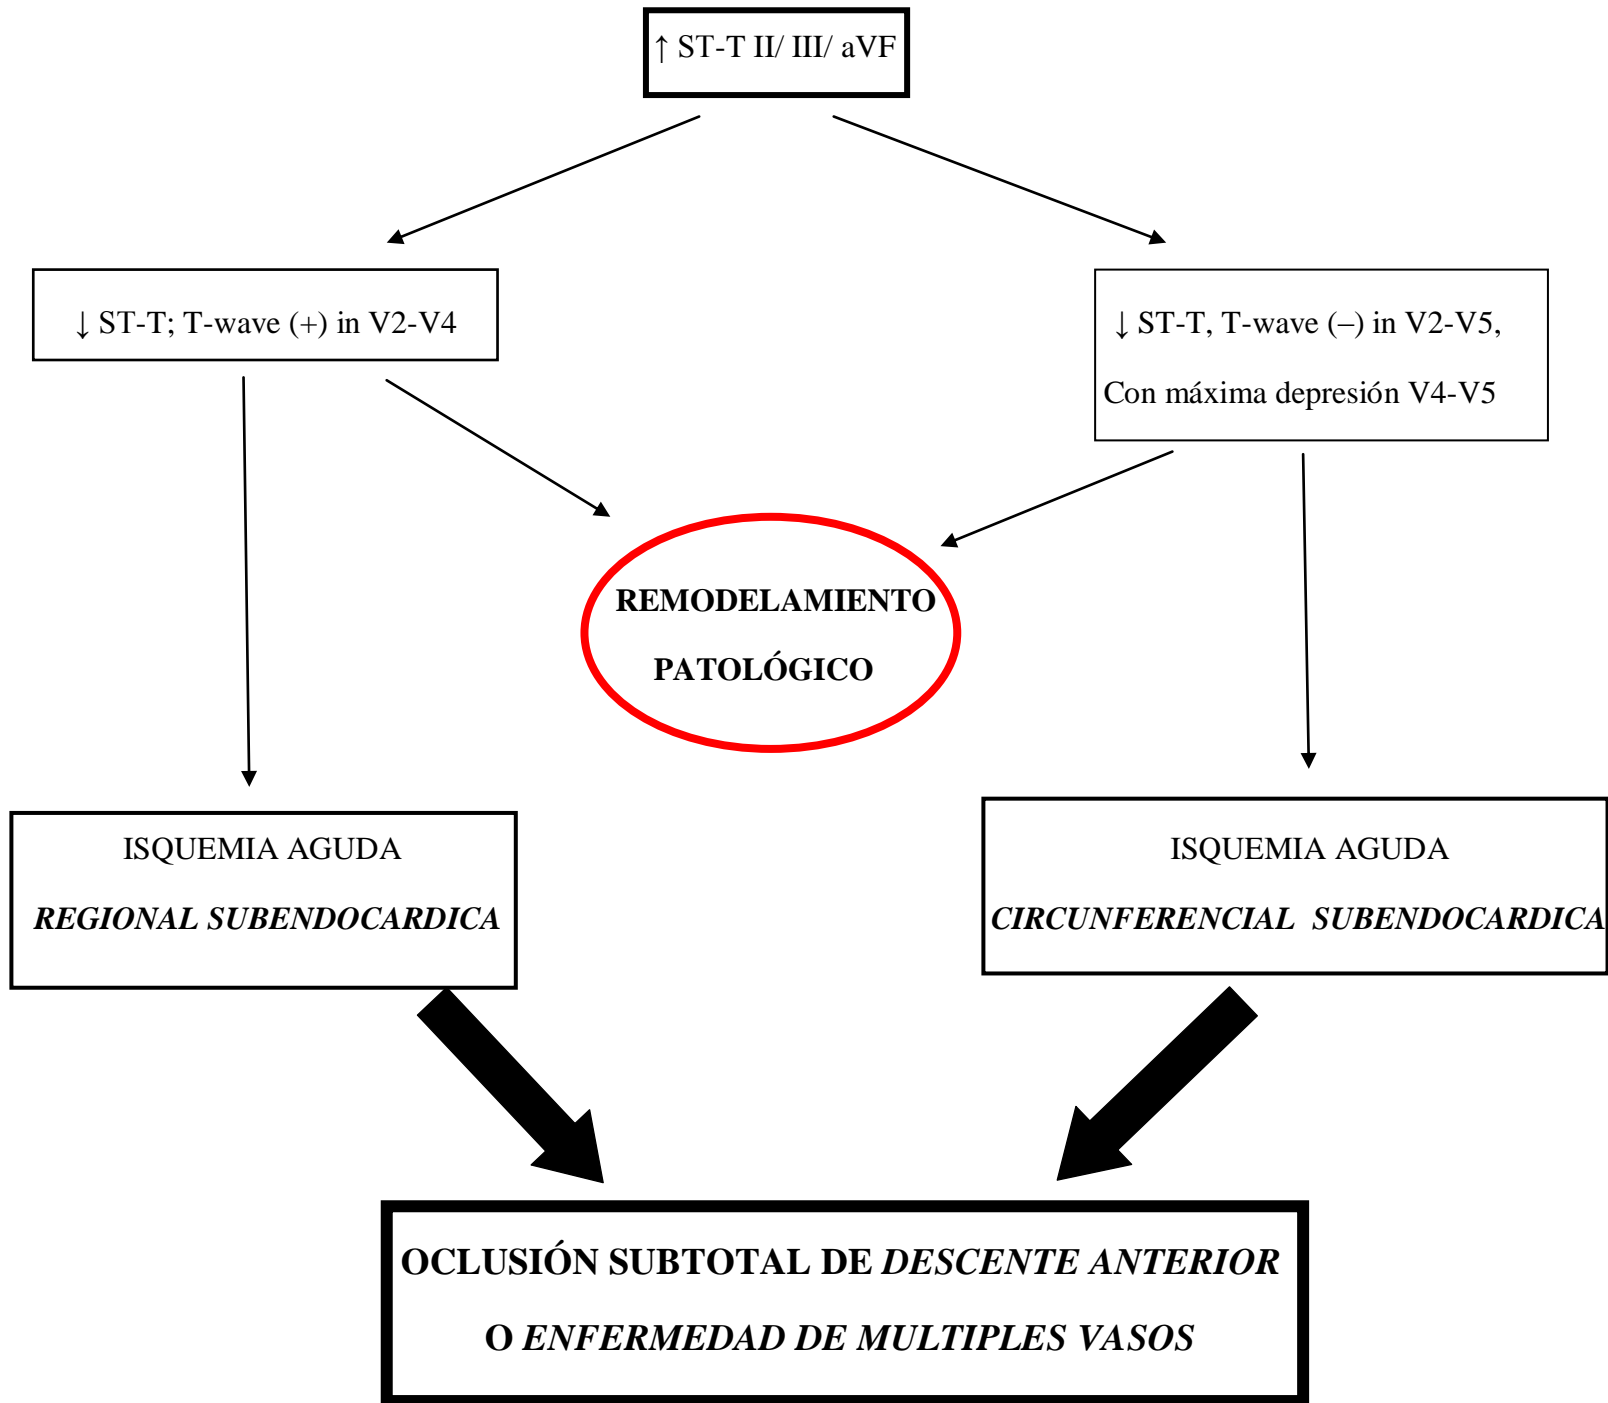 ↑ ST-T II/ III/ aVF
↓ ST-T; T-wave (+) in V2-V4
↓ ST-T, T-wave (–) in V2-V5,
Con máxima depresión V4-V5
REMODELAMIENTO
PATOLÓGICO
ISQUEMIA AGUDA
REGIONAL SUBENDOCARDICA
ISQUEMIA AGUDA
CIRCUNFERENCIAL SUBENDOCARDICA
OCLUSIÓN SUBTOTAL DE DESCENTE ANTERIOR
O ENFERMEDAD DE MULTIPLES VASOS